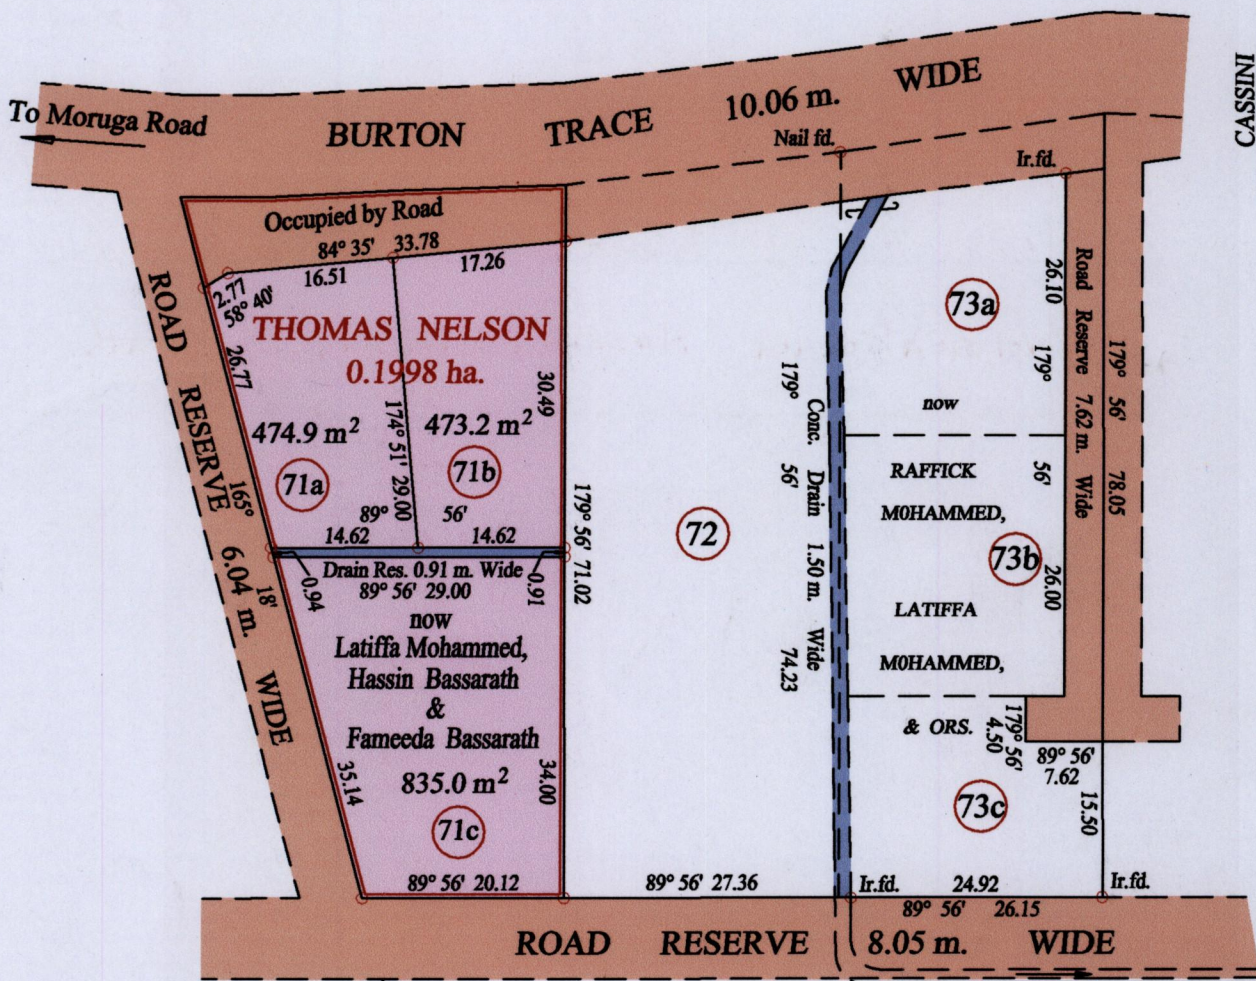 BURTON TRACE 10.06 m. WIDE
To Moruga Road
CASSINI
Nail fd.
Ir.fd.
Occupied by Road
84° 35' 33.78
16.51
17.26
2.77
58° 40'
THOMAS NELSON
0.1998 ha.
26.77
30.49
474.9 m²
473.2 m²
174° 51' 29.00
71a
71b
89° 56'
14.62
14.62
Drain Res. 0.91 m. Wide
89° 56' 29.00
0.94
0.91
now
Latiffa Mohammed,
Hassin Bassarath
&
Fameeda Bassarath
835.0 m²
71c
35.14
34.00
89° 56' 20.12
ROAD RESERVE 6.04 m. WIDE
165° 18'
179° 56' 71.02
72
89° 56' 27.36
179° 56' 74.23
Conc. Drain 1.50 m. Wide
73a
26.10
179° 56'
now
RAFFICK
M0HAMMED,
73b
26.00
LATIFFA
M0HAMMED,
& ORS.
Road Reserve 7.62 m. Wide
179° 56' 78.05
179° 56'
4.50
89° 56'
7.62
73c
15.50
Ir.fd.
24.92
Ir.fd.
89° 56' 26.15
ROAD RESERVE 8.05 m. WIDE